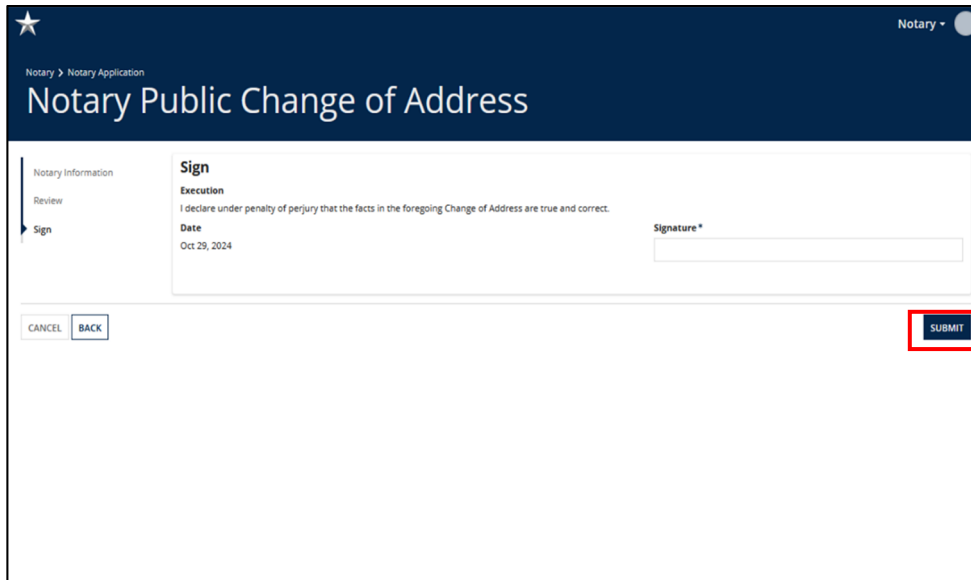 Notary
Notary > Notary Application
Notary Public Change of Address
Notary Information
Review
Sign
Sign
Execution
I declare under penalty of perjury that the facts in the foregoing Change of Address are true and correct.
Date
Signature *
Oct 29, 2024
CANCEL
BACK
SUBMIT